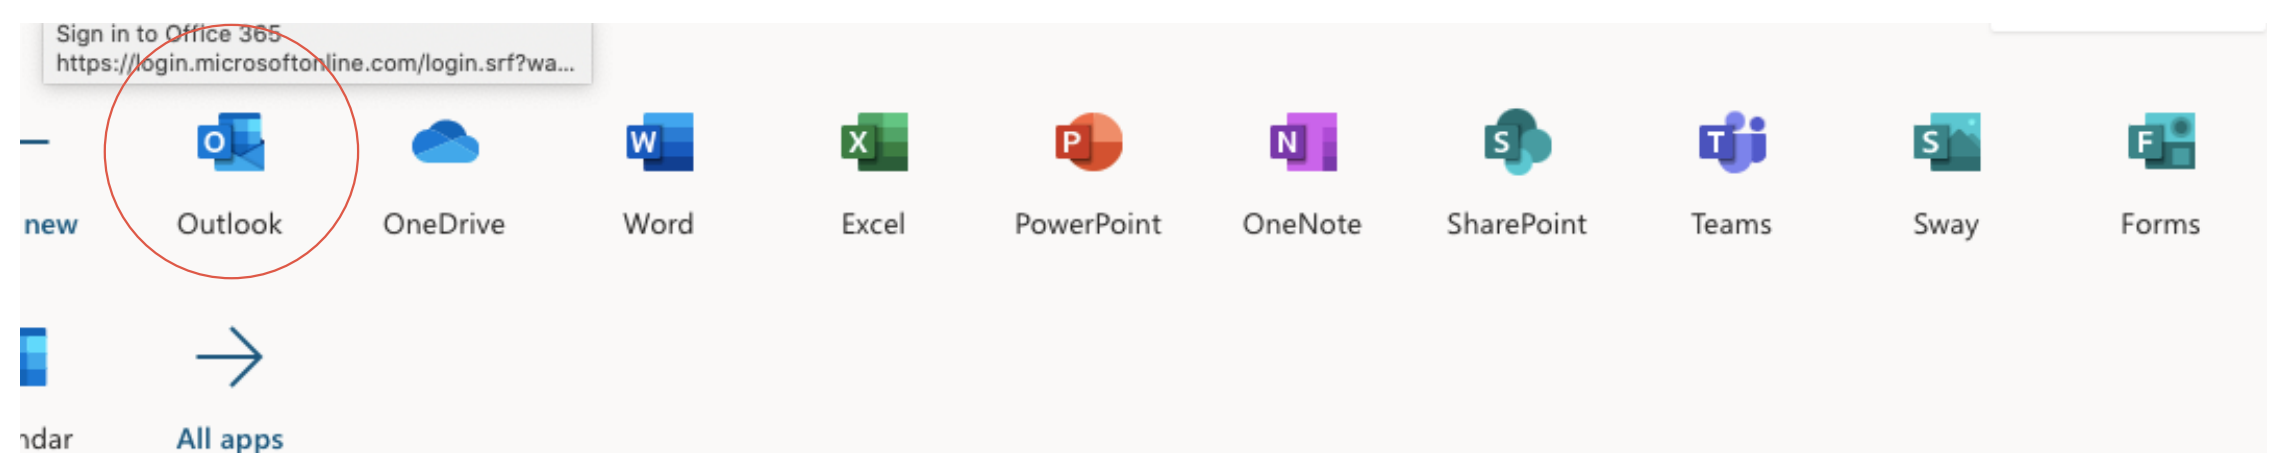 Sign in to Office 365
https://login.microsoftonline.com/login.srf?wa...
O W X P N S T S F
new Outlook OneDrive Word Excel PowerPoint OneNote SharePoint Teams Sway Forms
ndar All apps